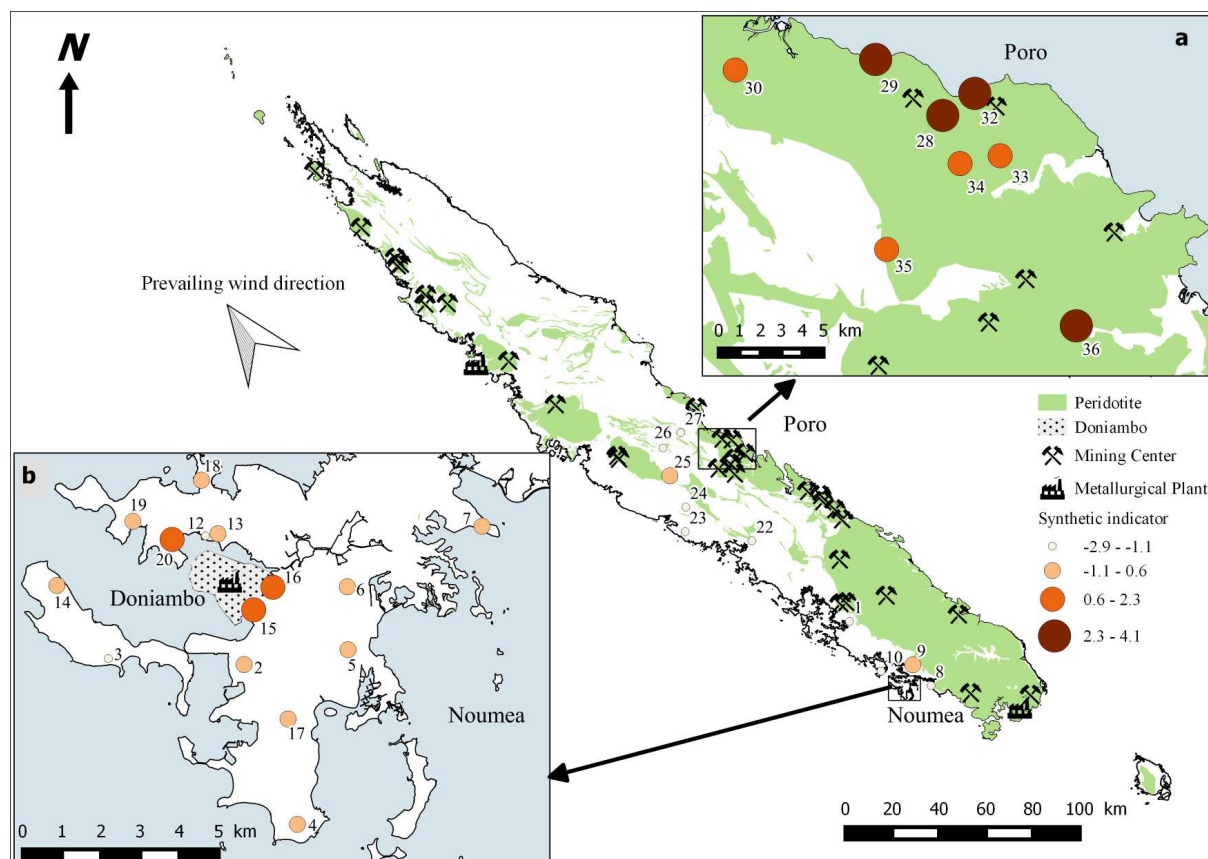 N
Prevailing wind direction
a
Poro
30
29
32
28
34
33
35
36
0 1 2 3 4 5 km
Peridotite
Doniambo
Mining Center
Metallurgical Plant
Synthetic indicator
-2.9 - -1.1
-1.1 - 0.6
0.6 - 2.3
2.3 - 4.1
27
26
Poro
25
24
23
22
1
10
9
8
Noumea
0 20 40 60 80 100 km
b
18
19
12
13
7
20
16
14
Doniambo
6
15
3
2
5
Noumea
17
4
0 1 2 3 4 5 km